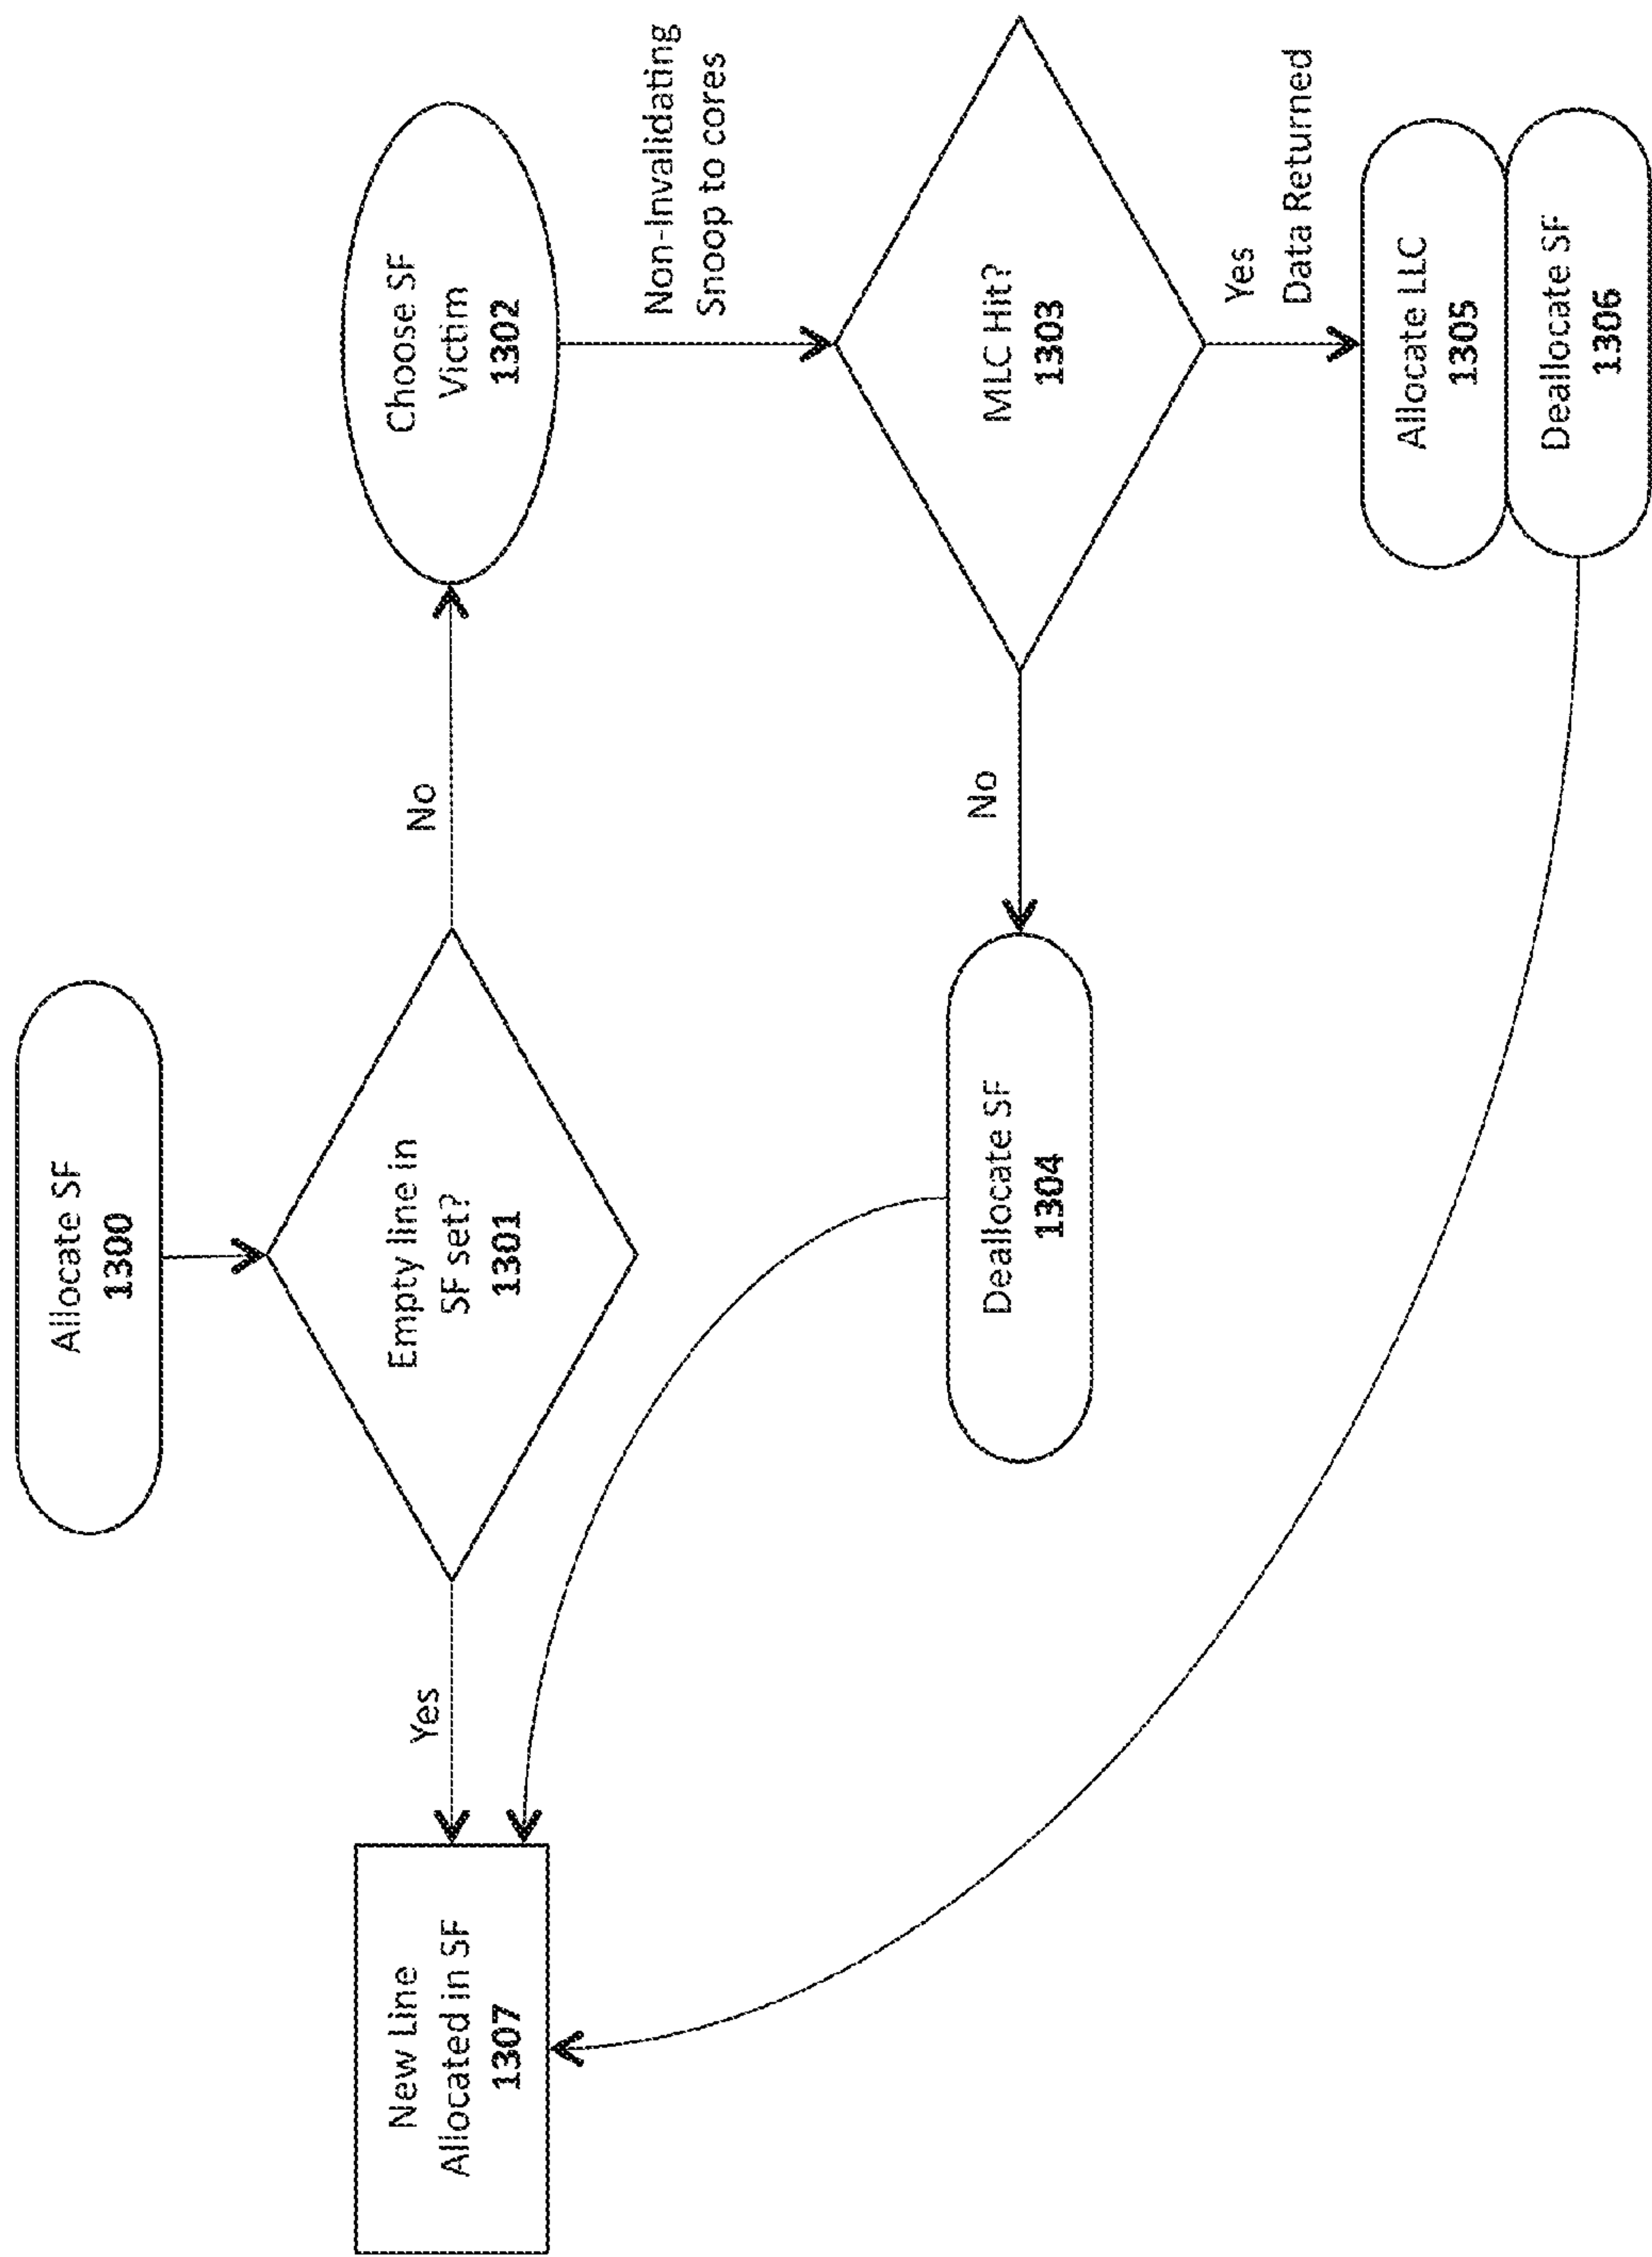 Allocate SF
1300
Empty line in
SF set?
1301
Yes
No
New Line
Allocated in SF
1307
Choose SF
Victim
1302
Non-Invalidating
Snoop to cores
MLC Hit?
1303
No
Deallocate SF
1304
Yes
Data Returned
Allocate LLC
1305
Deallocate SF
1306